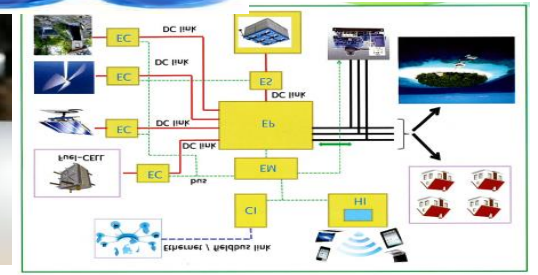 EC
DC link
EC
DC link
ES
DC link
EC
DC link
EP
DC link
Fuel-CELL
EC
bus
EM
CI
HI
Ethernet / fieldbus link